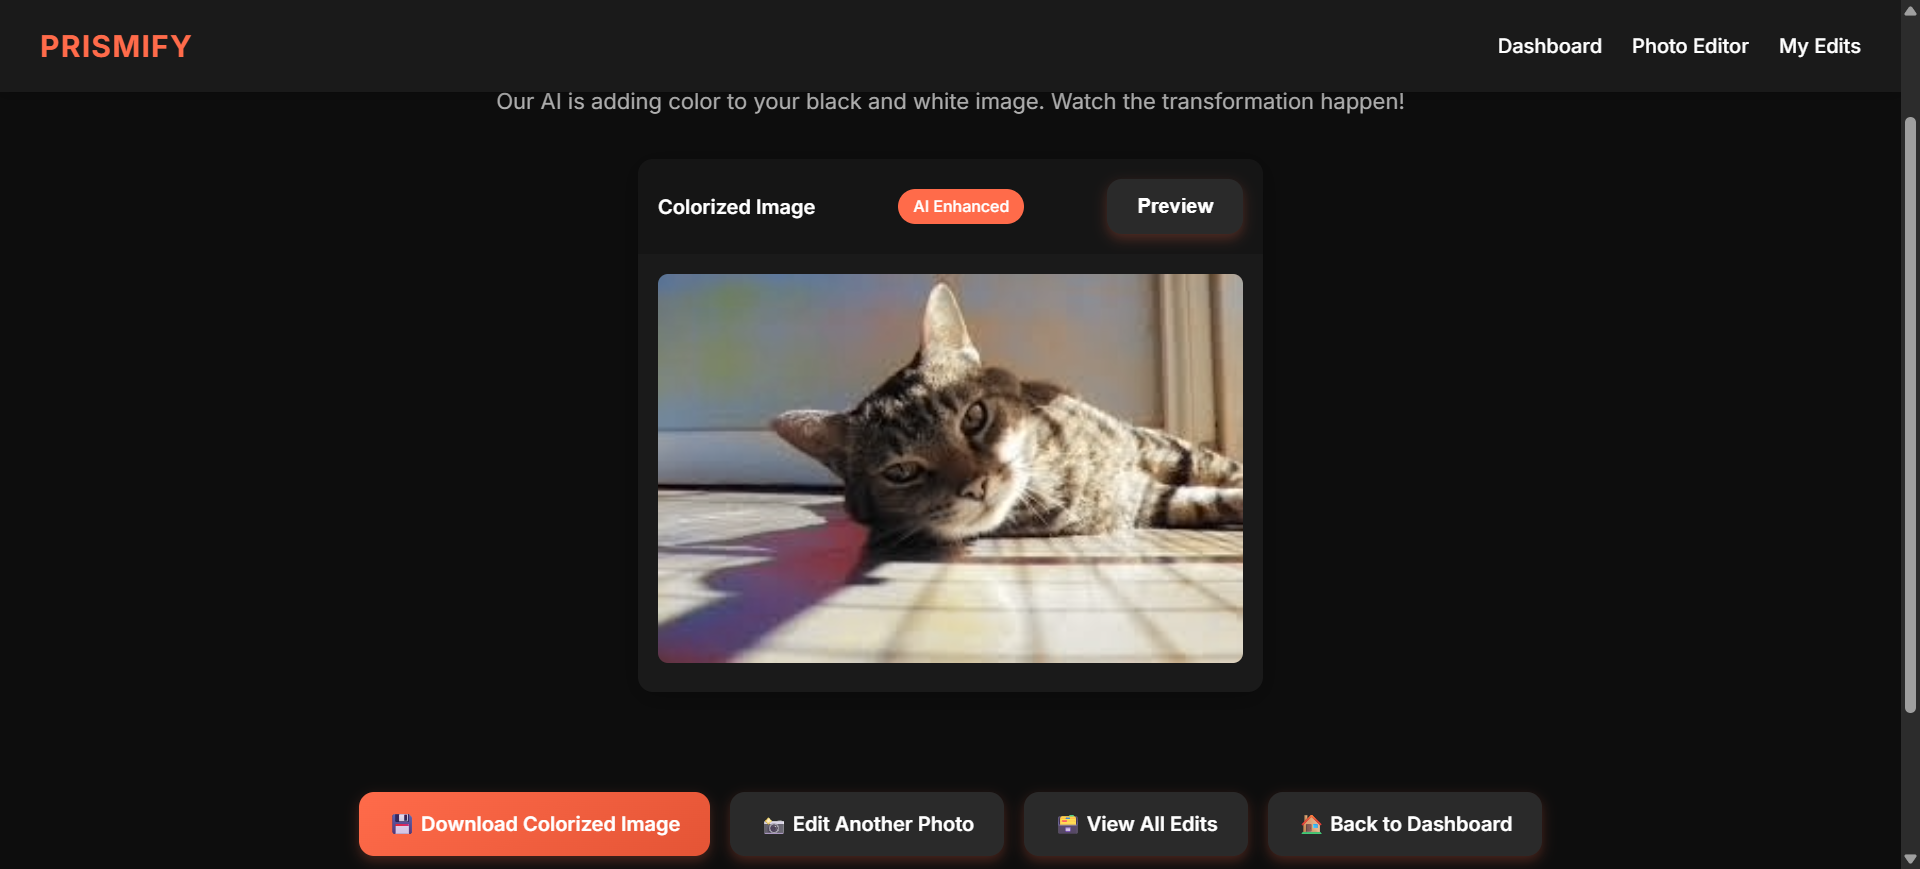 PRISMIFY
Dashboard Photo Editor My Edits
Our AI is adding color to your black and white image. Watch the transformation happen!
Colorized Image AI Enhanced Preview
💾 Download Colorized Image 📸 Edit Another Photo 🗃️ View All Edits 🏠 Back to Dashboard